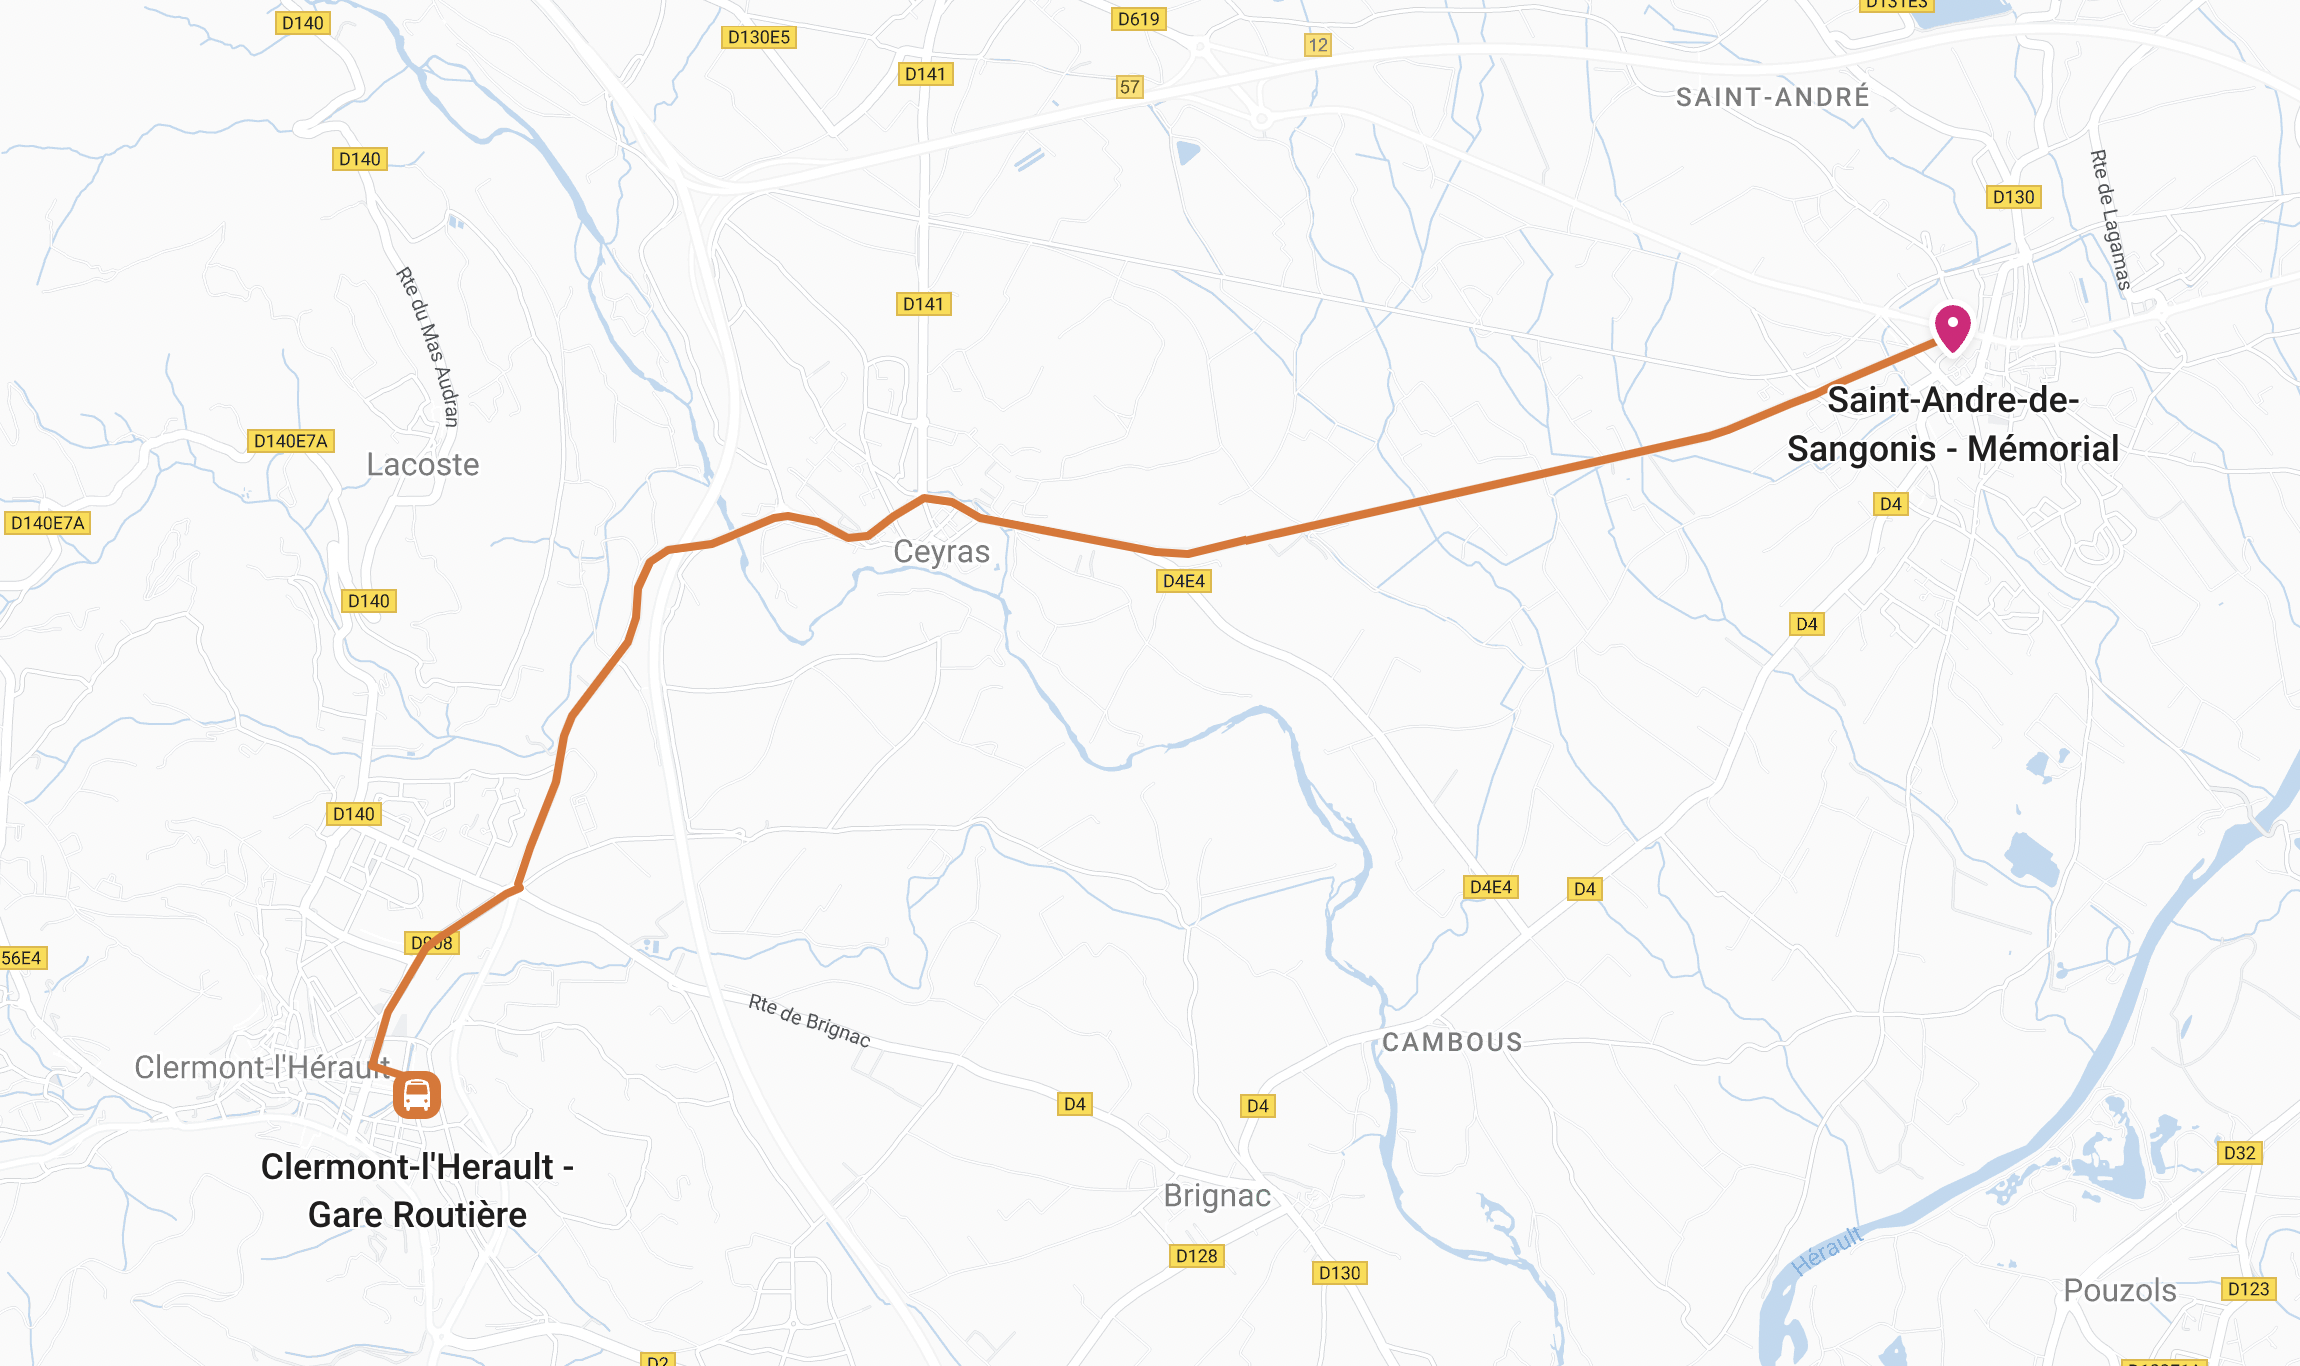 D131E3
D140
D619
D130E5
12
D141
57
SAINT-ANDRÉ
D140
Rte de Lagamas
D130
Rte du Mas Audran
D141
Saint-Andre-de-
Sangonis - Mémorial
D140E7A
Lacoste
D4
D140E7A
Ceyras
D4E4
D140
D4
D140
D4E4
D4
D908
56E4
Rte de Brignac
CAMBOUS
Clermont-l'Hérault
D4
D4
D32
Clermont-l'Herault -
Gare Routière
Brignac
Hérault
D128
D130
Pouzols
D123
D2